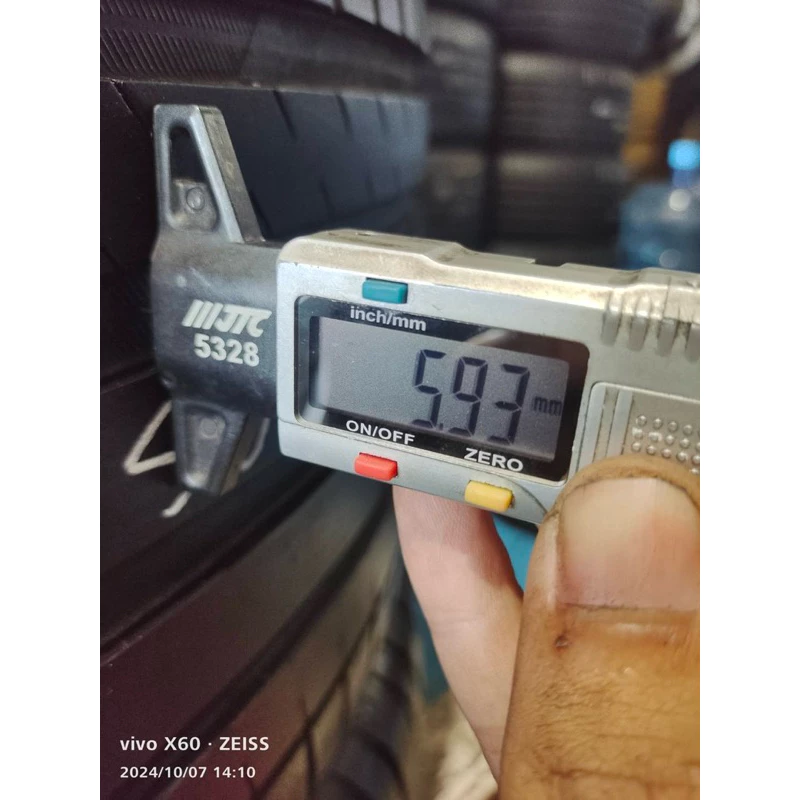 JTC
5328
inch/mm
5.93 mm
ON/OFF
ZERO
vivo X60 · ZEISS
2024/10/07 14:10